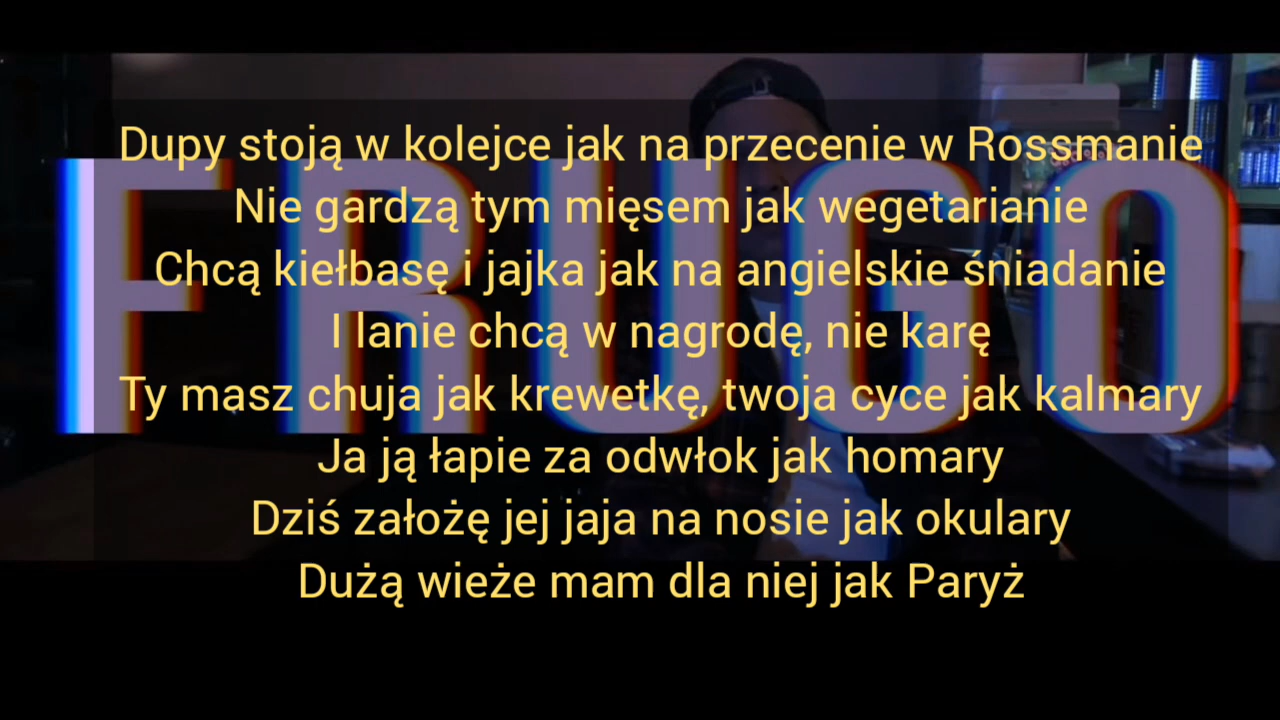 Dupy stoją w kolejce jak na przecenie w Rossmanie
Nie gardzą tym mięsem jak wegetarianie
Chcą kiełbasę i jajka jak na angielskie śniadanie
I lanie chcą w nagrodę, nie karę
Ty masz chuja jak krewetkę, twoja cyce jak kalmary
Ja ją łapie za odwłok jak homary
Dziś założę jej jaja na nosie jak okulary
Dużą wieże mam dla niej jak Paryż
FRUGO